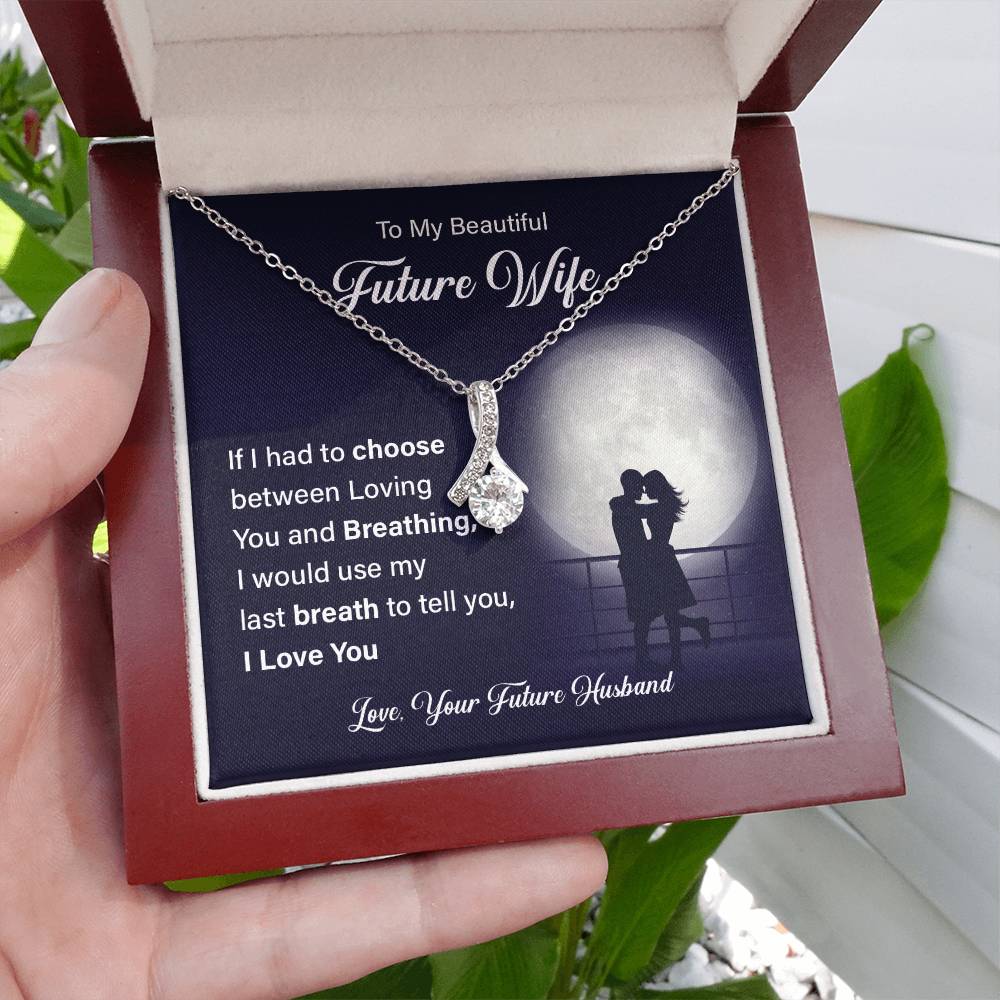 To My Beautiful
Future Wife
If I had to choose
between Loving
You and Breathing,
I would use my
last breath to tell you,
I Love You
Love, Your Future Husband